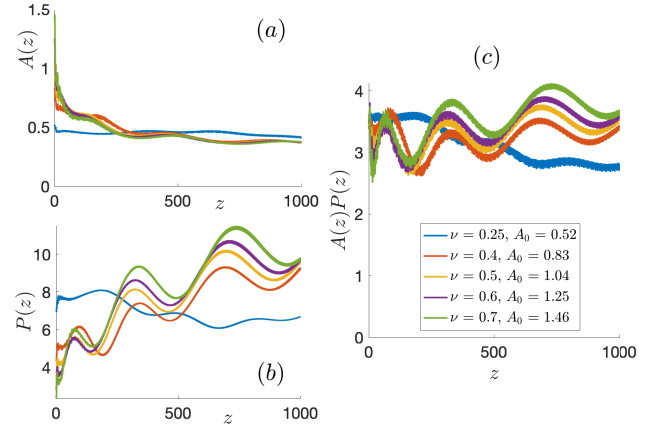 (a)
A(z)
1.5
1
0.5
0
0
500
1000
z
(b)
P(z)
10
8
6
4
0
500
1000
z
(c)
A(z)P(z)
4
3
2
1
0
0
500
1000
z
ν = 0.25, A₀ = 0.52
ν = 0.4, A₀ = 0.83
ν = 0.5, A₀ = 1.04
ν = 0.6, A₀ = 1.25
ν = 0.7, A₀ = 1.46